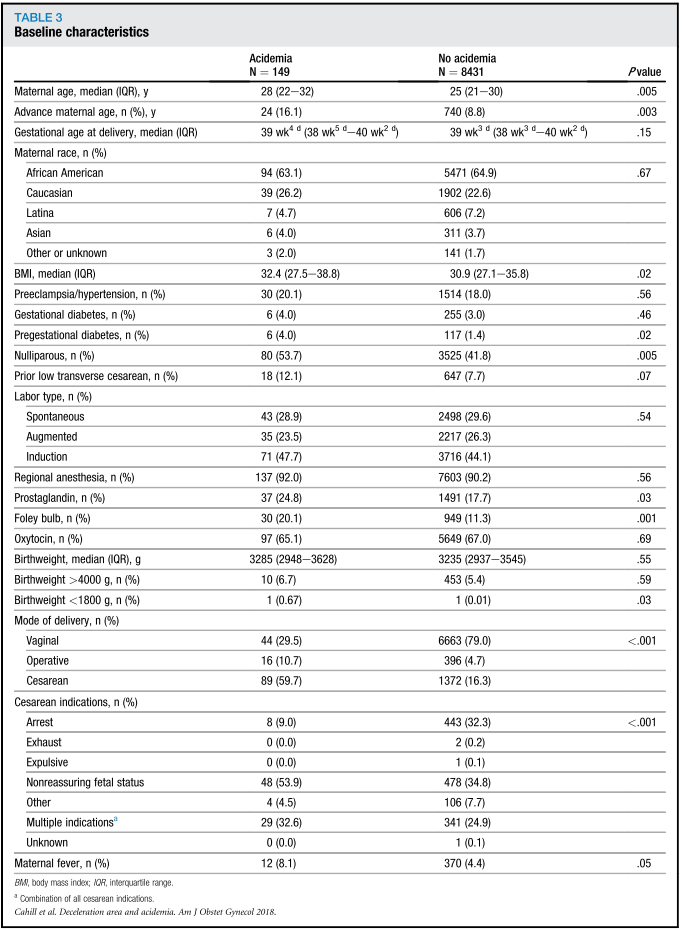 TABLE 3
Baseline characteristics
Acidemia N = 149 No acidemia N = 8431 P value
Maternal age, median (IQR), y 28 (22–32) 25 (21–30) .005
Advance maternal age, n (%), y 24 (16.1) 740 (8.8) .003
Gestational age at delivery, median (IQR) 39 wk4 d (38 wk5 d–40 wk2 d) 39 wk3 d (38 wk3 d–40 wk2 d) .15
Maternal race, n (%)
African American 94 (63.1) 5471 (64.9) .67
Caucasian 39 (26.2) 1902 (22.6)
Latina 7 (4.7) 606 (7.2)
Asian 6 (4.0) 311 (3.7)
Other or unknown 3 (2.0) 141 (1.7)
BMI, median (IQR) 32.4 (27.5–38.8) 30.9 (27.1–35.8) .02
Preeclampsia/hypertension, n (%) 30 (20.1) 1514 (18.0) .56
Gestational diabetes, n (%) 6 (4.0) 255 (3.0) .46
Pregestational diabetes, n (%) 6 (4.0) 117 (1.4) .02
Nulliparous, n (%) 80 (53.7) 3525 (41.8) .005
Prior low transverse cesarean, n (%) 18 (12.1) 647 (7.7) .07
Labor type, n (%)
Spontaneous 43 (28.9) 2498 (29.6) .54
Augmented 35 (23.5) 2217 (26.3)
Induction 71 (47.7) 3716 (44.1)
Regional anesthesia, n (%) 137 (92.0) 7603 (90.2) .56
Prostaglandin, n (%) 37 (24.8) 1491 (17.7) .03
Foley bulb, n (%) 30 (20.1) 949 (11.3) .001
Oxytocin, n (%) 97 (65.1) 5649 (67.0) .69
Birthweight, median (IQR), g 3285 (2948–3628) 3235 (2937–3545) .55
Birthweight >4000 g, n (%) 10 (6.7) 453 (5.4) .59
Birthweight <1800 g, n (%) 1 (0.67) 1 (0.01) .03
Mode of delivery, n (%)
Vaginal 44 (29.5) 6663 (79.0) <.001
Operative 16 (10.7) 396 (4.7)
Cesarean 89 (59.7) 1372 (16.3)
Cesarean indications, n (%)
Arrest 8 (9.0) 443 (32.3) <.001
Exhaust 0 (0.0) 2 (0.2)
Expulsive 0 (0.0) 1 (0.1)
Nonreassuring fetal status 48 (53.9) 478 (34.8)
Other 4 (4.5) 106 (7.7)
Multiple indicationsa 29 (32.6) 341 (24.9)
Unknown 0 (0.0) 1 (0.1)
Maternal fever, n (%) 12 (8.1) 370 (4.4) .05
BMI, body mass index; IQR, interquartile range.
a Combination of all cesarean indications.
Cahill et al. Deceleration area and acidemia. Am J Obstet Gynecol 2018.